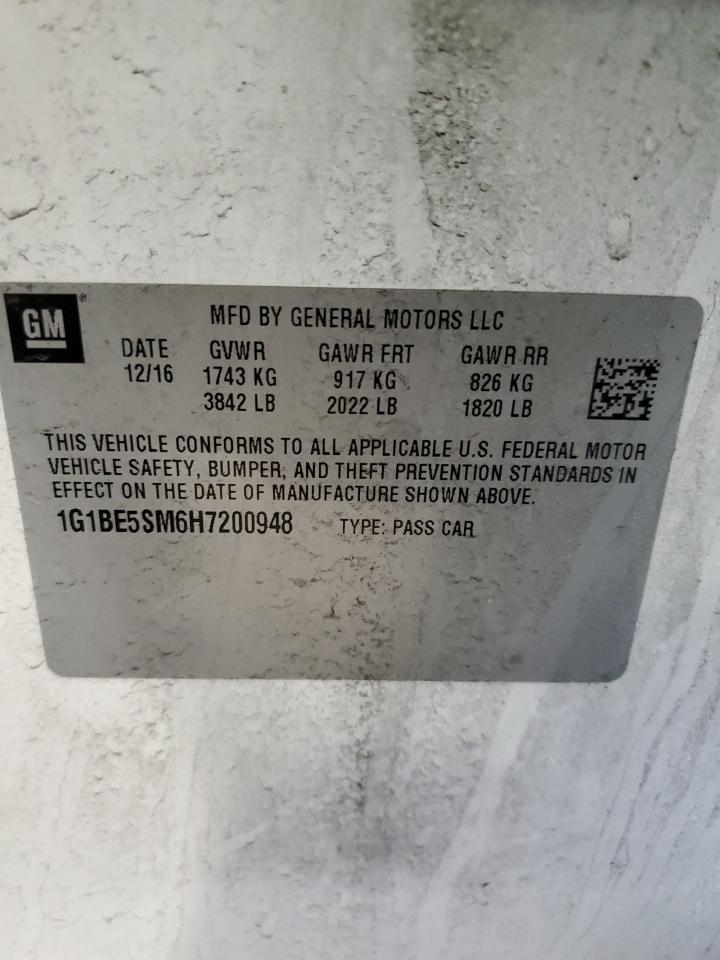 GM®
MFD BY GENERAL MOTORS LLC
DATE GVWR GAWR FRT GAWR RR
12/16 1743 KG 917 KG 826 KG
3842 LB 2022 LB 1820 LB
THIS VEHICLE CONFORMS TO ALL APPLICABLE U.S. FEDERAL MOTOR
VEHICLE SAFETY, BUMPER, AND THEFT PREVENTION STANDARDS IN
EFFECT ON THE DATE OF MANUFACTURE SHOWN ABOVE.
1G1BE5SM6H7200948 TYPE: PASS CAR